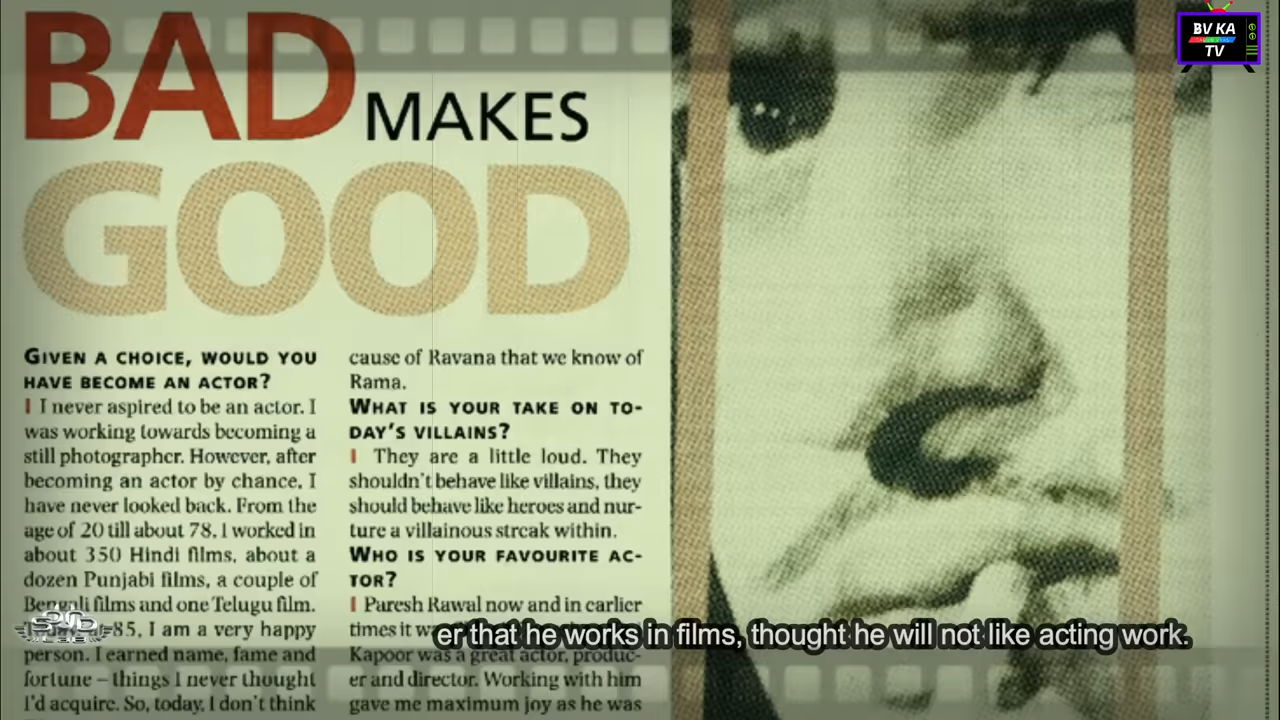 BAD MAKES
GOOD
GIVEN A CHOICE, WOULD YOU
HAVE BECOME AN ACTOR?
I never aspired to be an actor. I
was working towards becoming a
still photographer. However, after
becoming an actor by chance, I
have never looked back. From the
age of 20 till about 78, I worked in
about 350 Hindi films, about a
dozen Punjabi films, a couple of
Bengali films and one Telugu film.
at 85, I am a very happy
person. I earned name, fame and
fortune – things I never thought
I'd acquire. So, today, I don't think
cause of Ravana that we know of
Rama.
WHAT IS YOUR TAKE ON TO-
DAY'S VILLAINS?
They are a little loud. They
shouldn't behave like villains, they
should behave like heroes and nur-
ture a villainous streak within.
WHO IS YOUR FAVOURITE AC-
TOR?
Paresh Rawal now and in earlier
times it
Kapoor was a great actor, produc-
er and director. Working with him
gave me maximum joy as he was
er that he works in films, thought he will not like acting work.
BV KA
TV